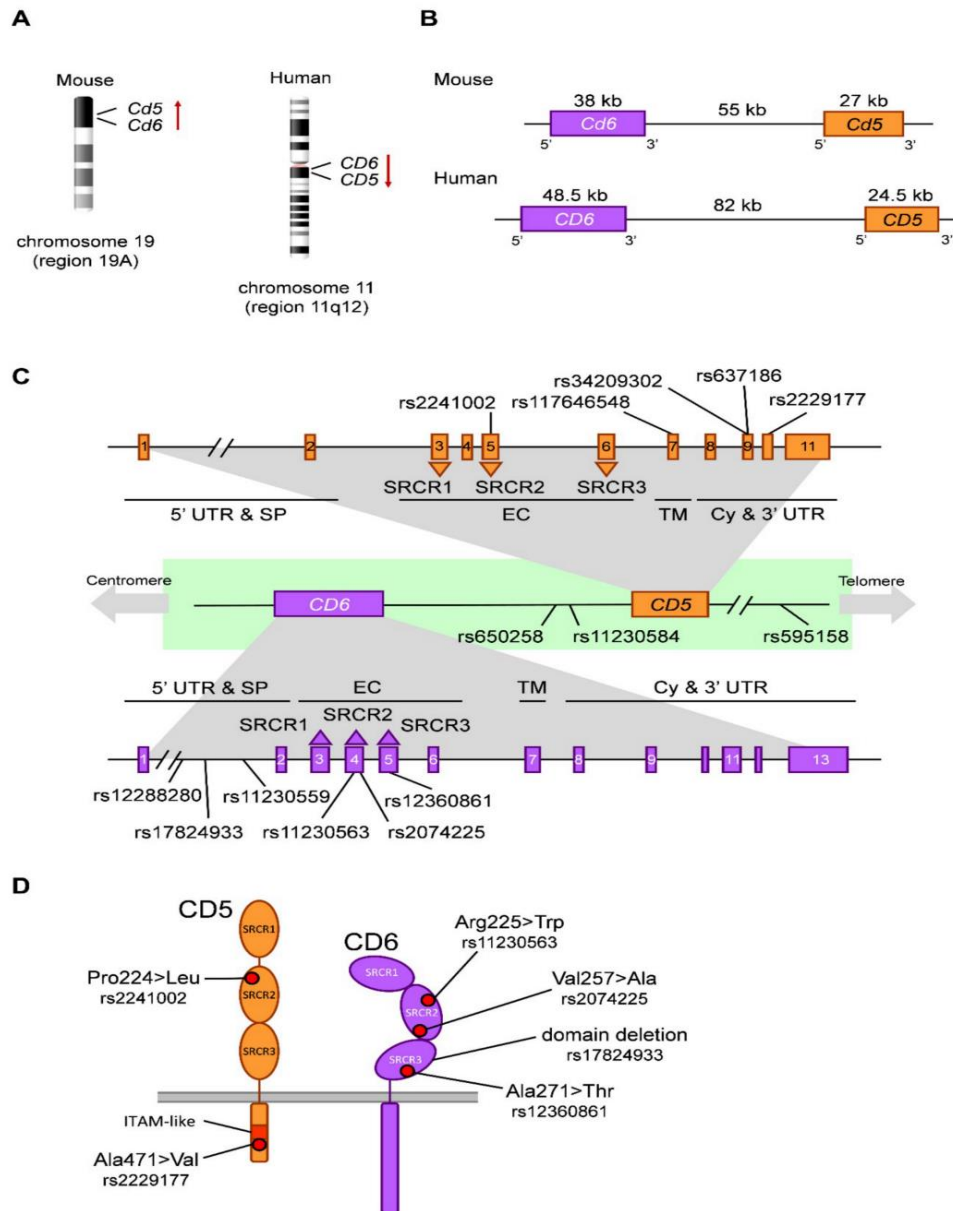 A
Mouse
Cd5
Cd6
chromosome 19
(region 19A)
Human
CD6
CD5
chromosome 11
(region 11q12)
B
Mouse
38 kb
55 kb
27 kb
Cd6
Cd5
5'
3'
5'
3'
Human
48.5 kb
82 kb
24.5 kb
CD6
CD5
5'
3'
5'
3'
C
rs34209302
rs637186
rs2241002
rs117646548
rs2229177
1
2
3
4
5
6
7
8
9
11
SRCR1
SRCR2
SRCR3
5' UTR & SP
EC
TM
Cy & 3' UTR
Centromere
Telomere
CD6
CD5
rs650258
rs11230584
rs595158
5' UTR & SP
EC
TM
Cy & 3' UTR
SRCR1
SRCR2
SRCR3
1
2
3
4
5
6
7
8
9
11
13
rs12288280
rs11230559
rs12360861
rs17824933
rs11230563
rs2074225
D
CD5
SRCR1
SRCR2
SRCR3
Pro224>Leu
rs2241002
ITAM-like
Ala471>Val
rs2229177
CD6
SRCR1
SRCR2
SRCR3
Arg225>Trp
rs11230563
Val257>Ala
rs2074225
domain deletion
rs17824933
Ala271>Thr
rs12360861